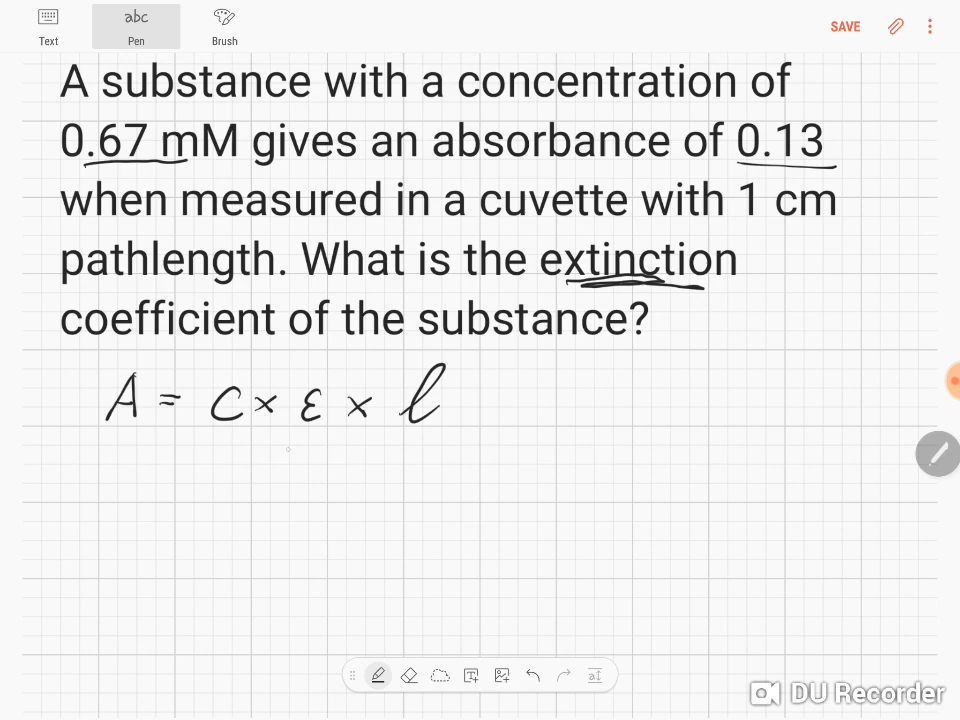 Text
abc
Pen
Brush
SAVE
A substance with a concentration of
0.67 mM gives an absorbance of 0.13
when measured in a cuvette with 1 cm
pathlength. What is the extinction
coefficient of the substance?
A = C × ε × l
T
a
DU Recorder